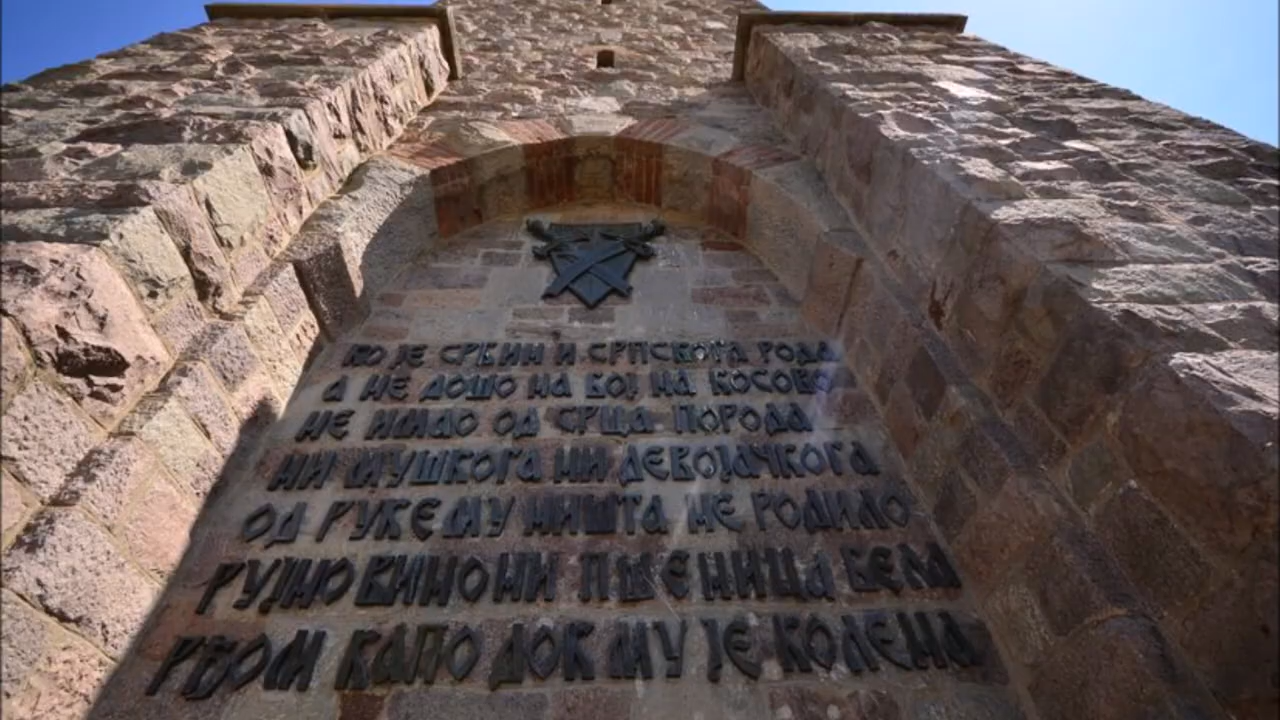 КО ЈЕ СРБИН И СРПСКОГА РОДА
А НЕ ДОШО НА БОЈ НА КОСОВО
НЕ ИМАО ОД СРЦА ПОРОДА
НИ МУШКОГА НИ ДЕВОЈАЧКОГА
ОД РУКЕ МУ НИШТА НЕ РОДИЛО
РУЈНО ВИНО НИ ПШЕНИЦА БЕЛА
РЂОМ КАПО ДОК МУ ЈЕ КОЛЕНА